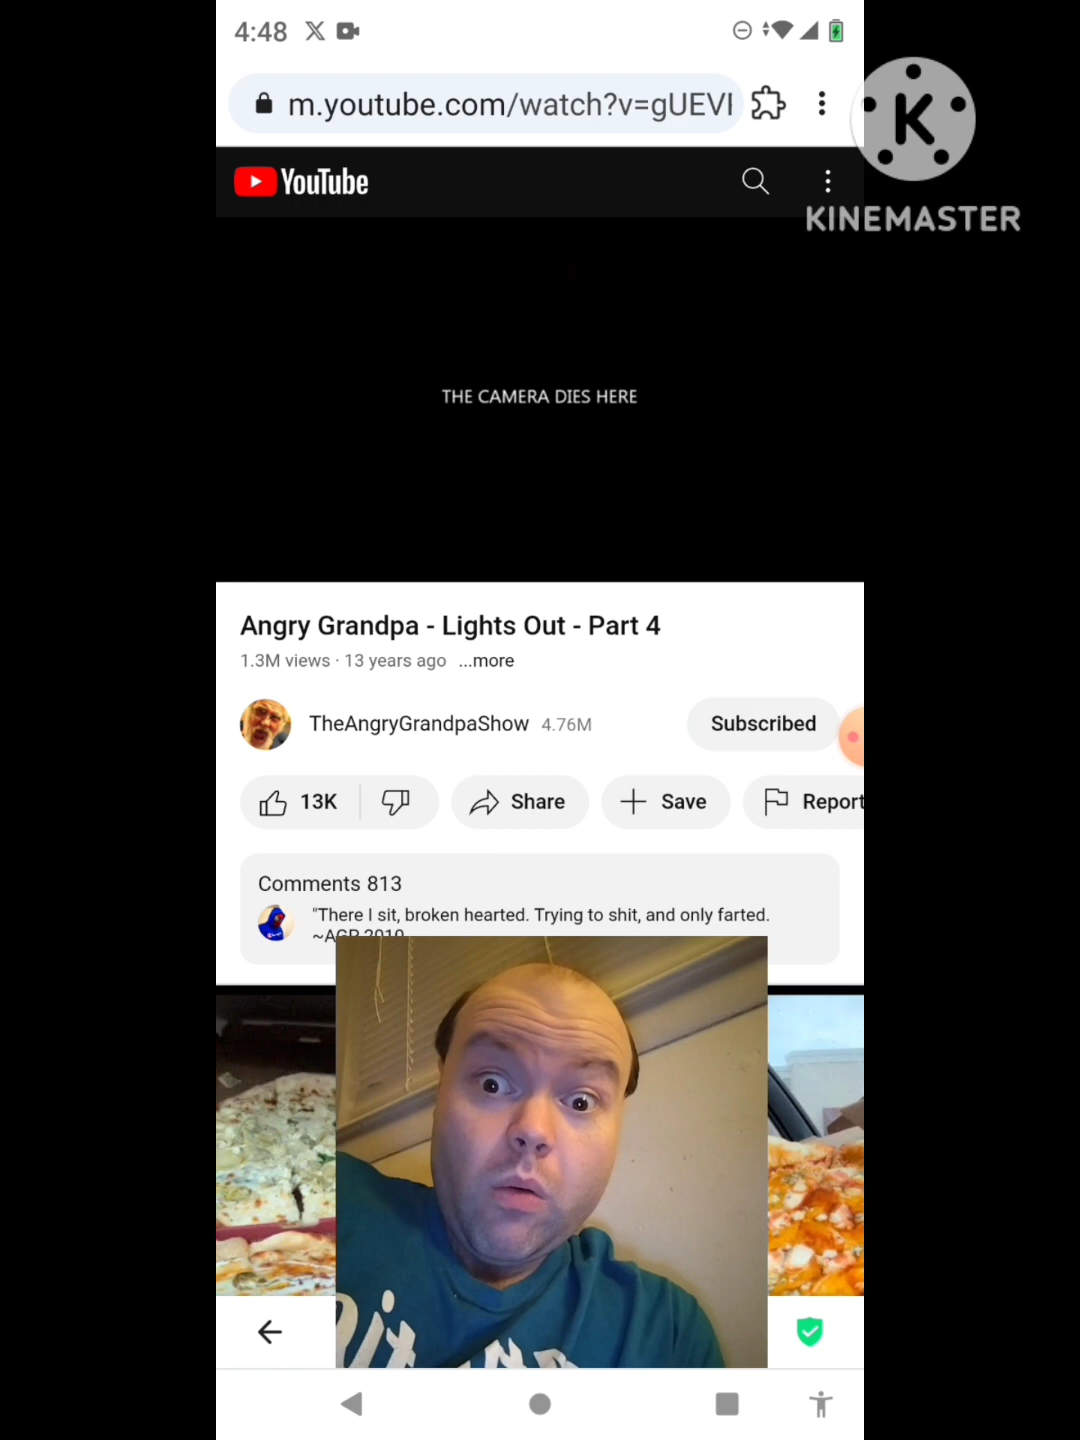 4:48
m.youtube.com/watch?v=gUEVI
YouTube
K
KINEMASTER
THE CAMERA DIES HERE
Angry Grandpa - Lights Out - Part 4
1.3M views · 13 years ago ...more
TheAngryGrandpaShow 4.76M
Subscribed
13K
Share
Save
Report
Comments 813
"There I sit, broken hearted. Trying to shit, and only farted.
~AGP 2010